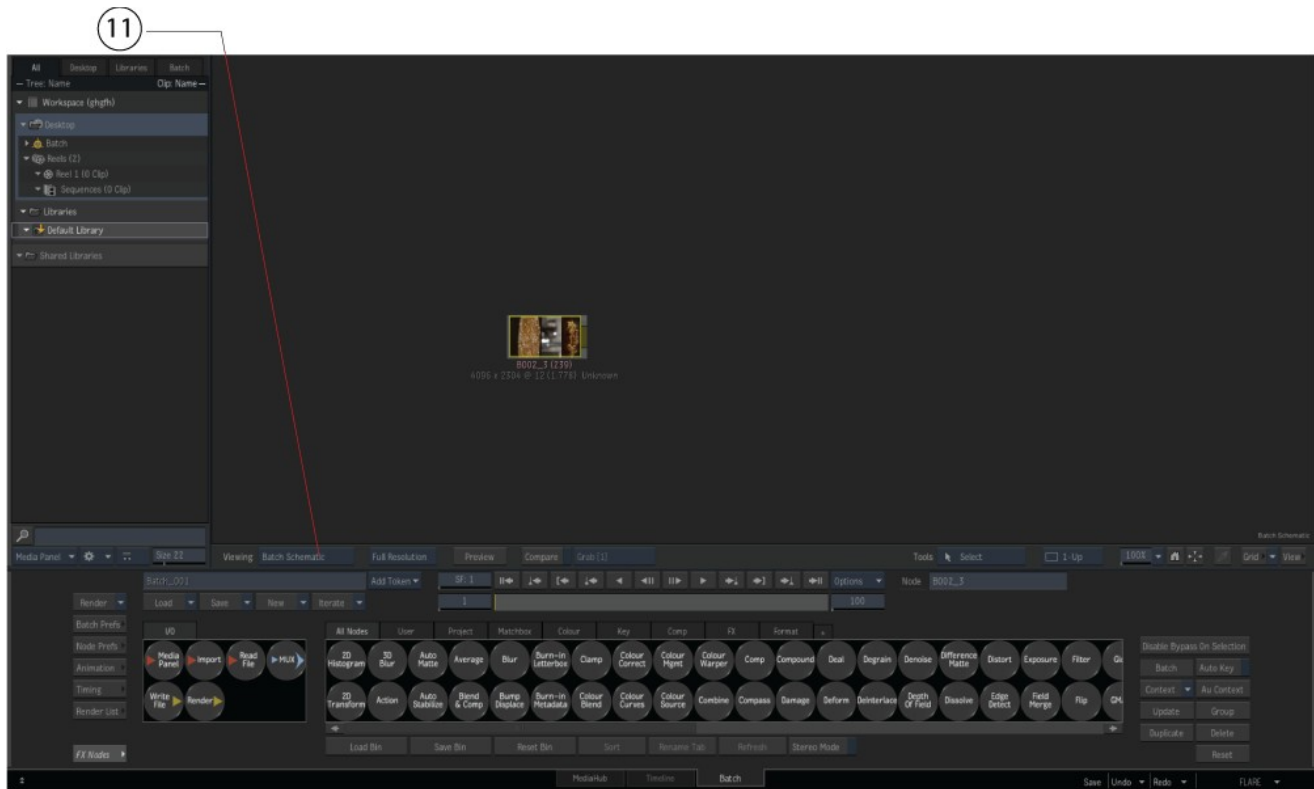 11
All Desktop Libraries Batch
— Tree: Name Clip: Name —
Workspace (ghgfh)
Desktop
Batch
Reels (2)
Reel 1 (0 Clip)
Sequences (0 Clip)
Libraries
Default Library
Shared Libraries
B002_3 (239)
4096 x 2304 @ 12 (1.778) Unknown
Batch Schematic
Media Panel Size 22 Viewing Batch Schematic Full Resolution Preview Compare Grab [1] Tools Select 1-Up 100% Grid View
Batch_001 Add Token SF: 1 Options Node B002_3
Render Load Save New Iterate 1 100
Batch Prefs
I/O All Nodes User Project Matchbox Colour Key Comp FX Format +
Node Prefs
Media Panel Import Read File MUX 2D Histogram 3D Blur Auto Matte Average Blur Burn-in Letterbox Clamp Colour Correct Colour Mgmt Colour Warper Comp Compound Deal Degrain Denoise Difference Matte Distort Exposure Filter
Disable Bypass On Selection
Animation Batch Auto Key
Timing
Write File Render 2D Transform Action Auto Stabilize Blend & Comp Bump Displace Burn-in Metadata Colour Blend Colour Curves Colour Source Combine Compass Damage Deform Deinterlace Depth Of Field Dissolve Edge Detect Field Merge Flip
Context Au Context
Render List Update Group
Duplicate Delete
FX Nodes Load Bin Save Bin Reset Bin Sort Rename Tab Refresh Stereo Mode Reset
MediaHub Timeline Batch Save Undo Redo FLARE